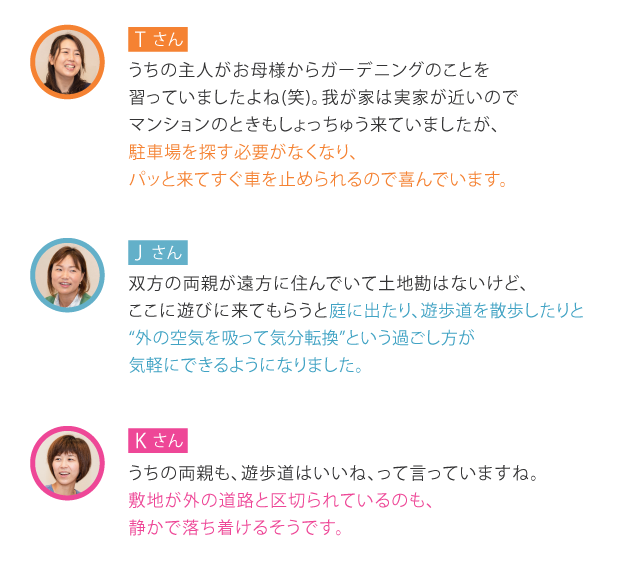 T さん
うちの主人がお母様からガーデニングのことを
習っていましたよね(笑)。我が家は実家が近いので
マンションのときもしょっちゅう来ていましたが、
駐車場を探す必要がなくなり、
パッと来てすぐ車を止められるので喜んでいます。
J さん
双方の両親が遠方に住んでいて土地勘はないけど、
ここに遊びに来てもらうと庭に出たり、遊歩道を散歩したりと
“外の空気を吸って気分転換”という過ごし方が
気軽にできるようになりました。
K さん
うちの両親も、遊歩道はいいね、って言っていますね。
敷地が外の道路と区切られているのも、
静かで落ち着けるそうです。